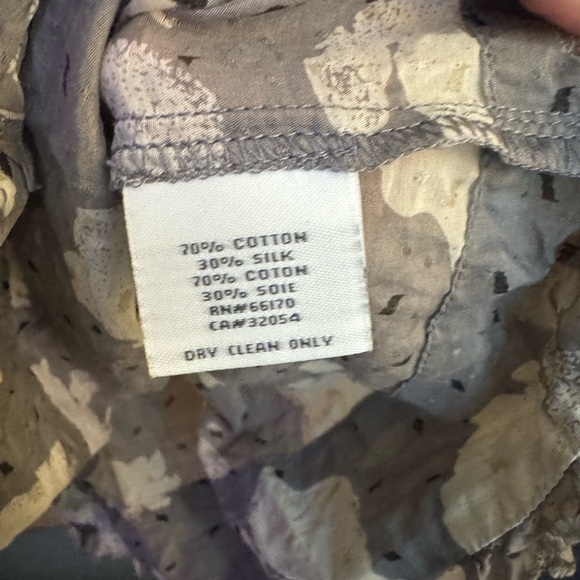 70% COTTON
30% SILK
70% COTON
30% SOIE
RN#66170
CA#32054
DRY CLEAN ONLY